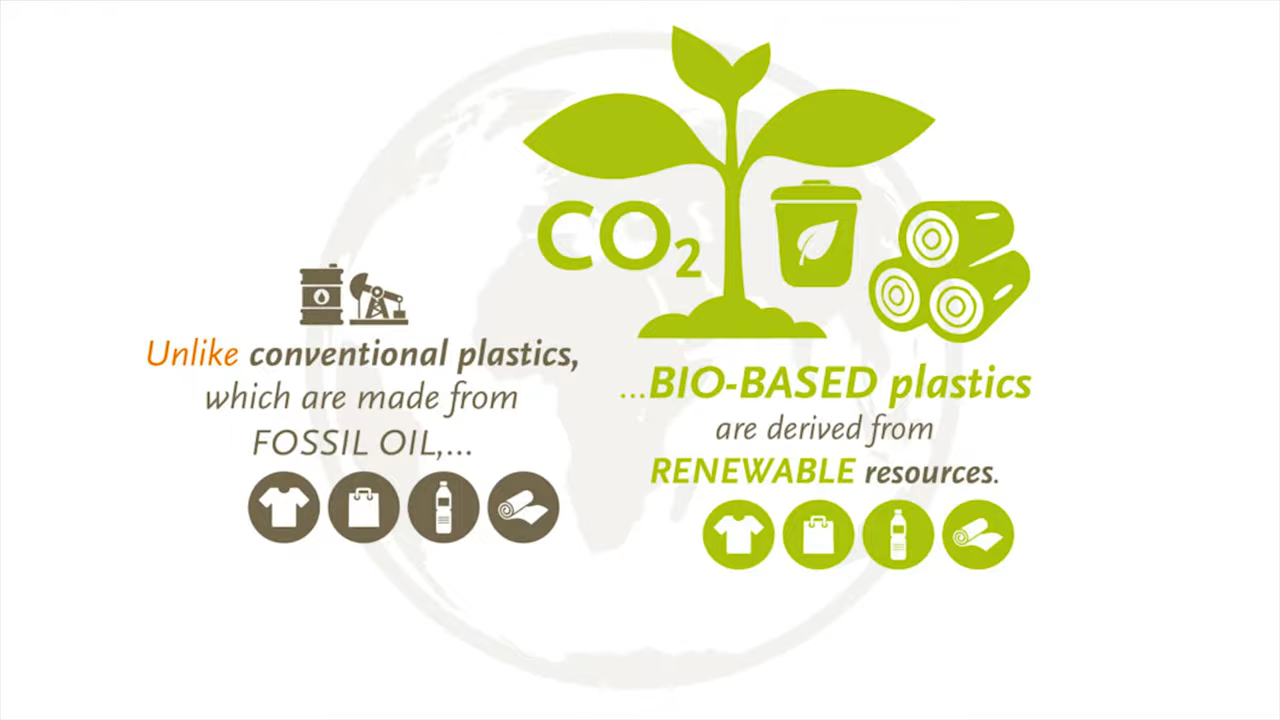 Unlike conventional plastics,
which are made from
FOSSIL OIL,...
CO₂
...BIO-BASED plastics
are derived from
RENEWABLE resources.